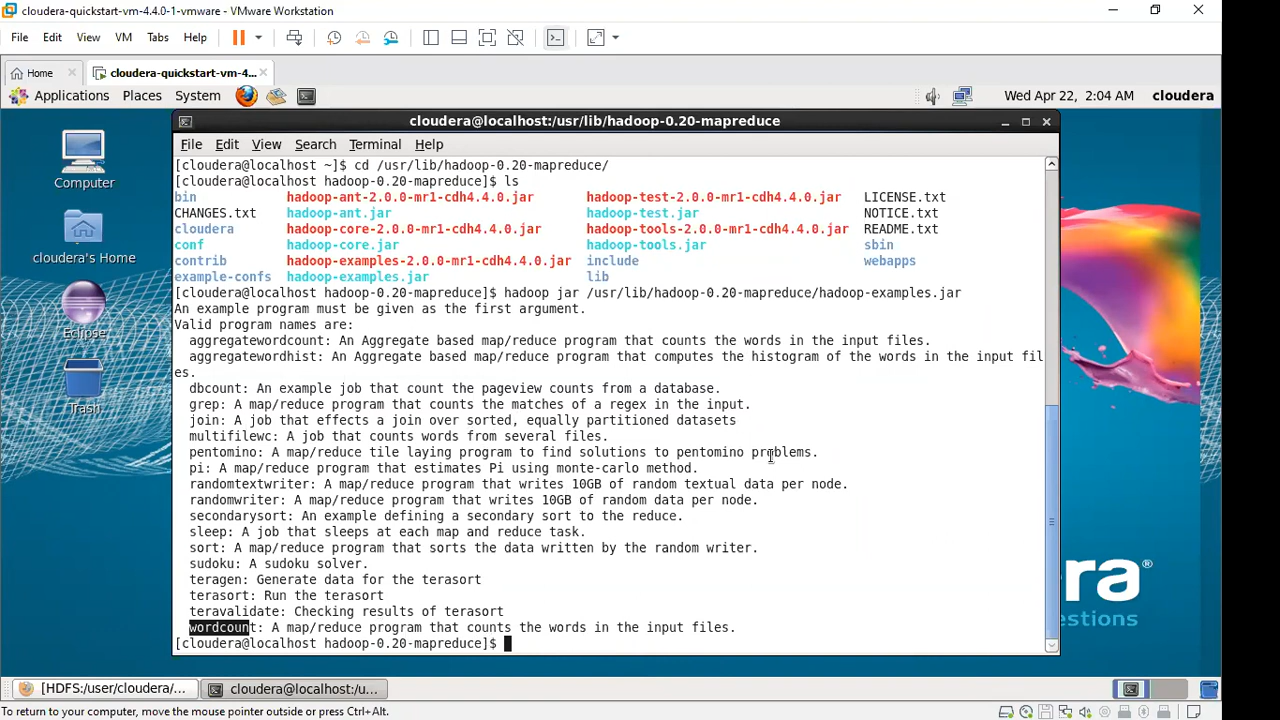 cloudera-quickstart-vm-4.4.0-1-vmware - VMware Workstation
File Edit View VM Tabs Help
Home cloudera-quickstart-vm-4...
Applications Places System Wed Apr 22, 2:04 AM cloudera
cloudera@localhost:/usr/lib/hadoop-0.20-mapreduce
File Edit View Search Terminal Help
Computer
cloudera's Home
Eclipse
Trash
[cloudera@localhost ~]$ cd /usr/lib/hadoop-0.20-mapreduce/
[cloudera@localhost hadoop-0.20-mapreduce]$ ls
bin hadoop-ant-2.0.0-mr1-cdh4.4.0.jar hadoop-test-2.0.0-mr1-cdh4.4.0.jar LICENSE.txt
CHANGES.txt hadoop-ant.jar hadoop-test.jar NOTICE.txt
cloudera hadoop-core-2.0.0-mr1-cdh4.4.0.jar hadoop-tools-2.0.0-mr1-cdh4.4.0.jar README.txt
conf hadoop-core.jar hadoop-tools.jar sbin
contrib hadoop-examples-2.0.0-mr1-cdh4.4.0.jar include webapps
example-confs hadoop-examples.jar lib
[cloudera@localhost hadoop-0.20-mapreduce]$ hadoop jar /usr/lib/hadoop-0.20-mapreduce/hadoop-examples.jar
An example program must be given as the first argument.
Valid program names are:
aggregatewordcount: An Aggregate based map/reduce program that counts the words in the input files.
aggregatewordhist: An Aggregate based map/reduce program that computes the histogram of the words in the input fil
es.
dbcount: An example job that count the pageview counts from a database.
grep: A map/reduce program that counts the matches of a regex in the input.
join: A job that effects a join over sorted, equally partitioned datasets
multifilewc: A job that counts words from several files.
pentomino: A map/reduce tile laying program to find solutions to pentomino problems.
pi: A map/reduce program that estimates Pi using monte-carlo method.
randomtextwriter: A map/reduce program that writes 10GB of random textual data per node.
randomwriter: A map/reduce program that writes 10GB of random data per node.
secondarysort: An example defining a secondary sort to the reduce.
sleep: A job that sleeps at each map and reduce task.
sort: A map/reduce program that sorts the data written by the random writer.
sudoku: A sudoku solver.
teragen: Generate data for the terasort
terasort: Run the terasort
teravalidate: Checking results of terasort
wordcount: A map/reduce program that counts the words in the input files.
[cloudera@localhost hadoop-0.20-mapreduce]$
era®
estions
[HDFS:/user/cloudera/... cloudera@localhost:/u...
To return to your computer, move the mouse pointer outside or press Ctrl+Alt.